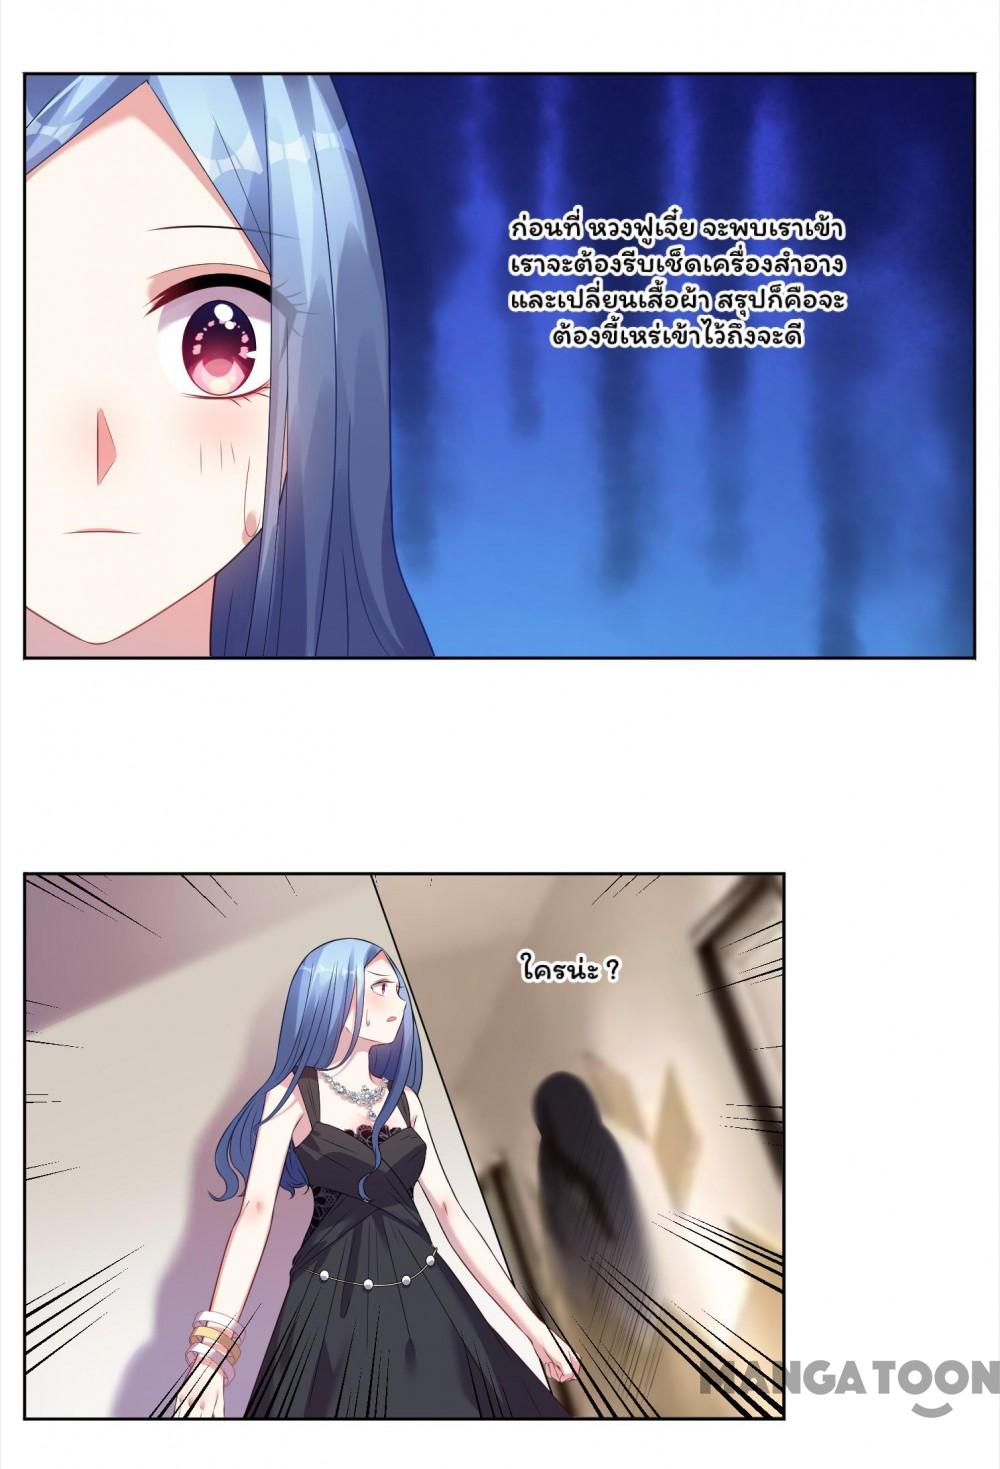 ก่อนที่ หวงฟูเจี๋ย จะพบเราเข้า
เราจะต้องรีบเช็ดเครื่องสำอาง
และเปลี่ยนเสื้อผ้า สรุปก็คือจะ
ต้องขี้เหร่เข้าไว้ถึงจะดี
ใครน่ะ ?
MANGATOON